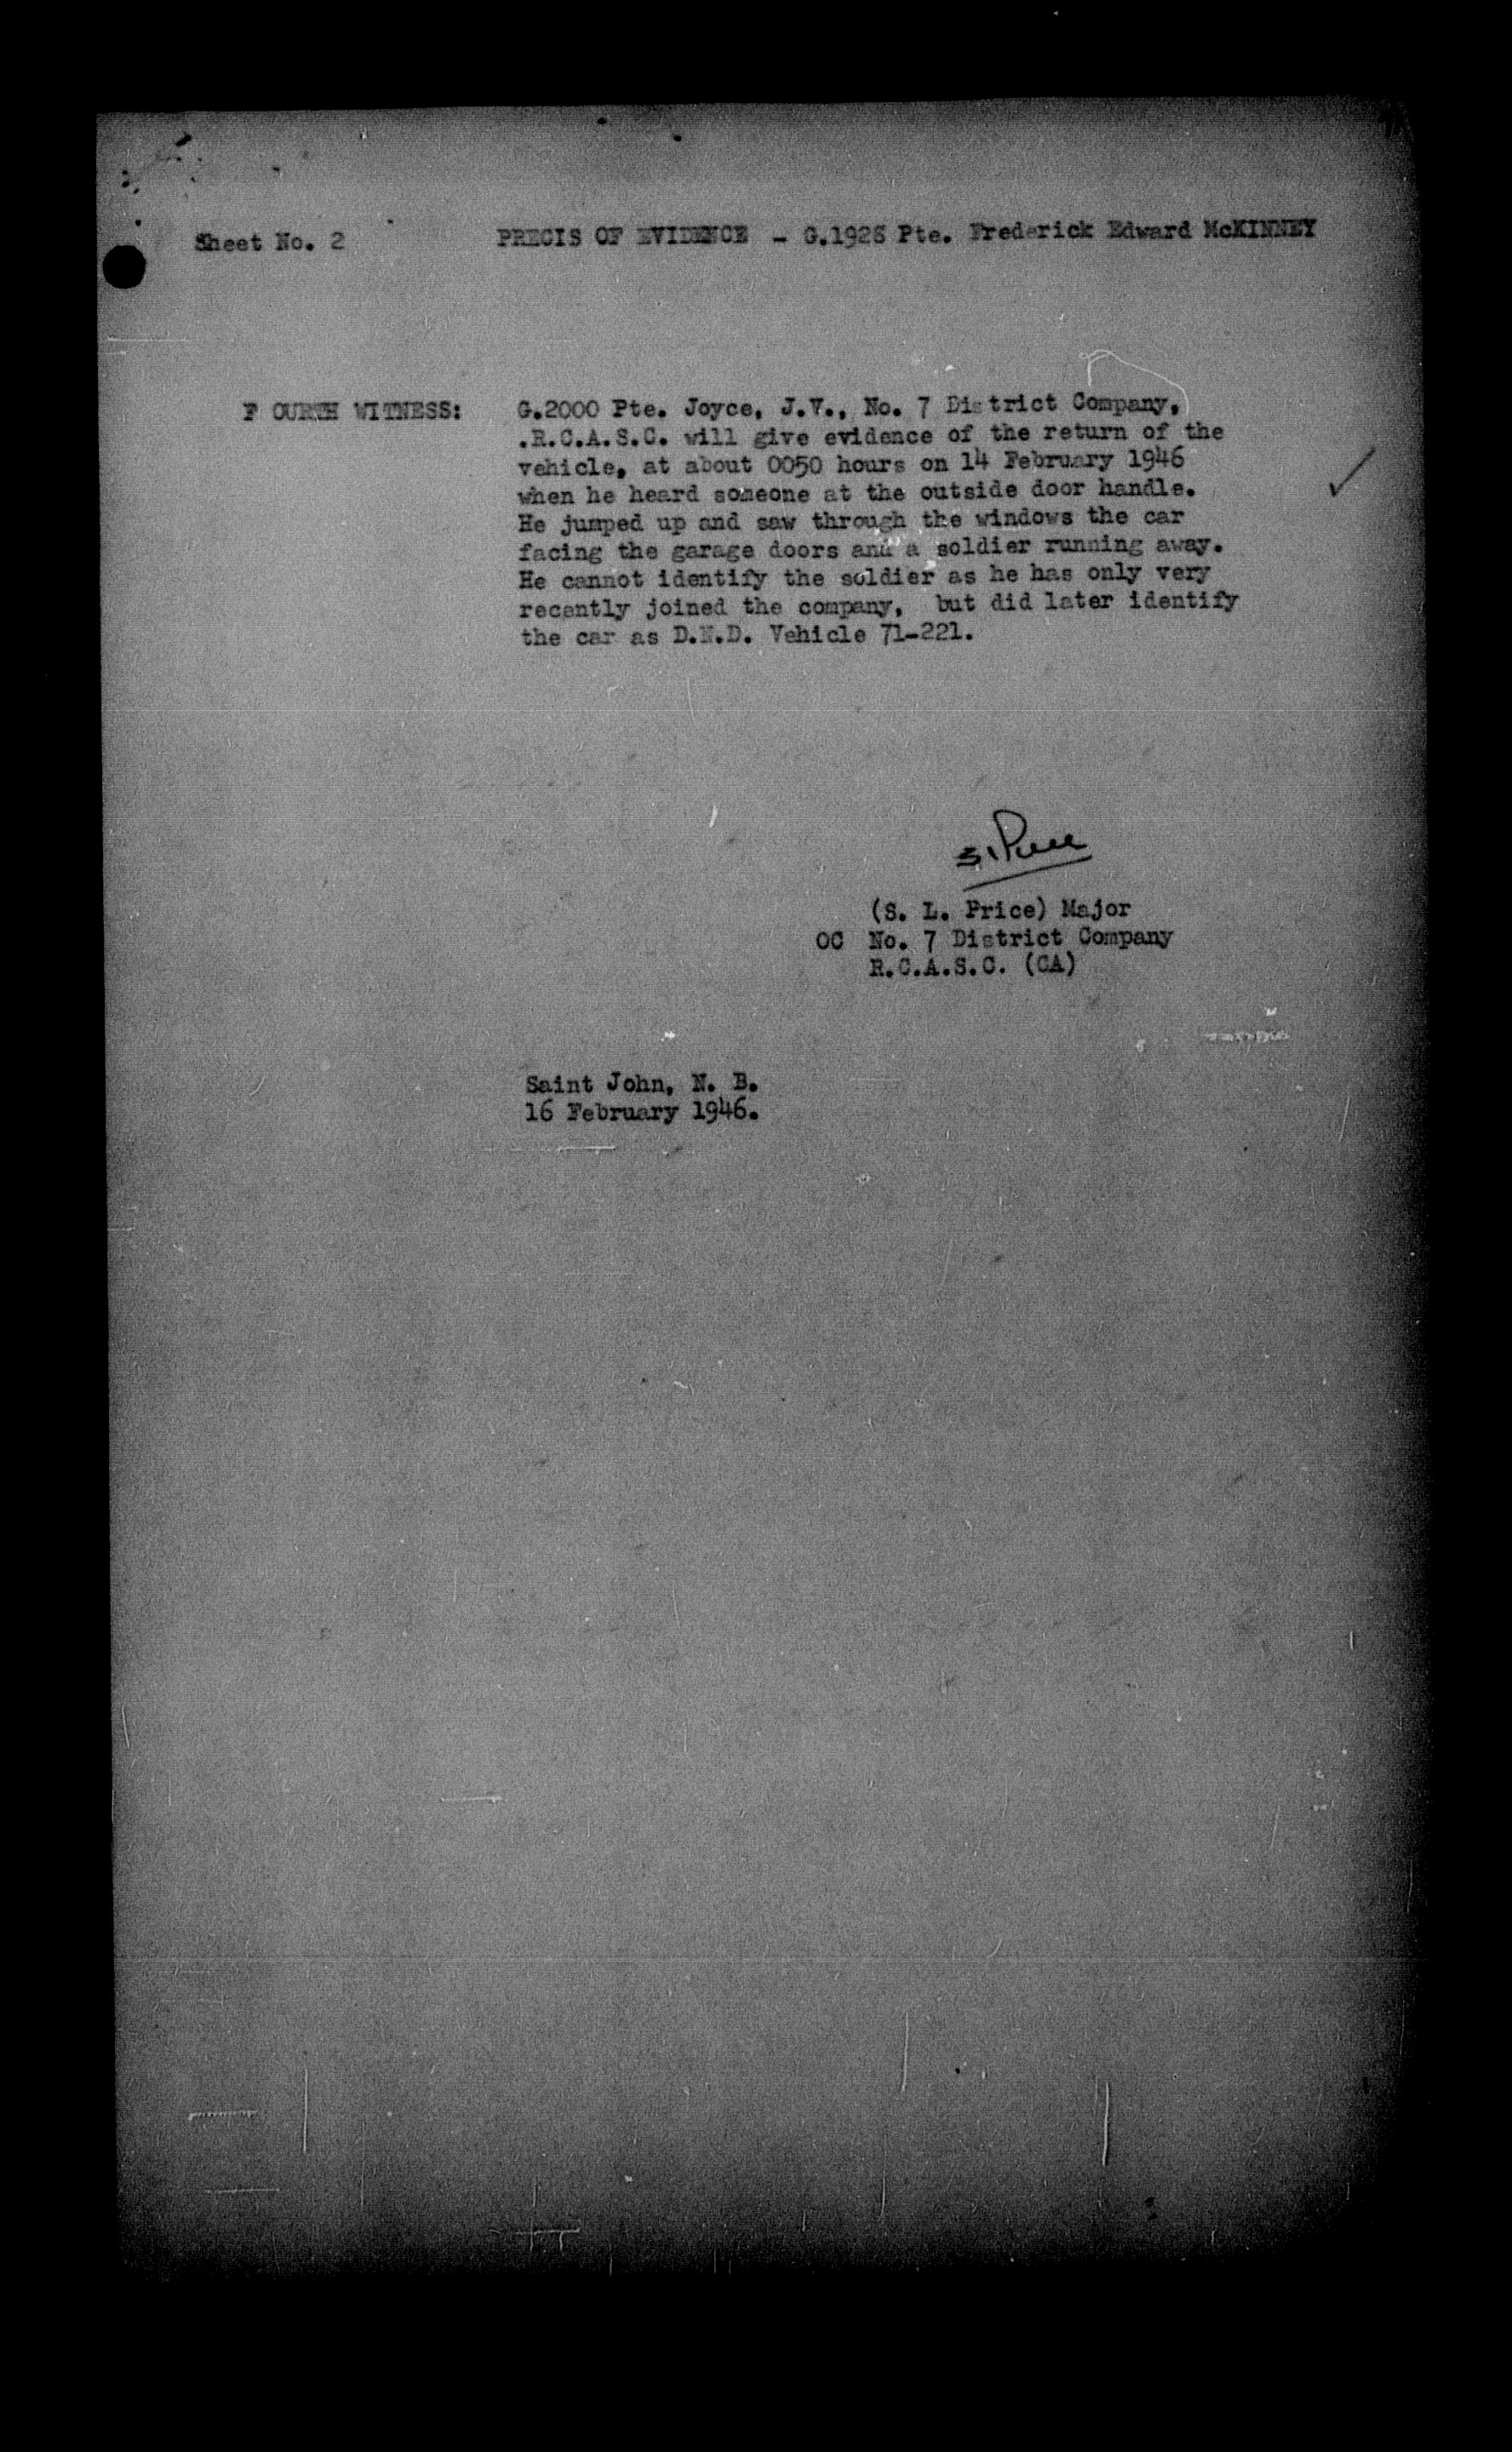 Sheet No. 2 PRECIS OF EVIDENCE - G.1928 Pte. Frederick Edward McKINNEY
F OURTH WITNESS: G.2000 Pte. Joyce, J.V., No. 7 District Company,
.R.C.A.S.C. will give evidence of the return of the
vehicle, at about 0050 hours on 14 February 1946
when he heard someone at the outside door handle.
He jumped up and saw through the windows the car
facing the garage doors and a soldier running away.
He cannot identify the soldier as he has only very
recently joined the company, but did later identify
the car as D.N.D. Vehicle 71-221.
(S. L. Price) Major
OC No. 7 District Company
R.C.A.S.C. (CA)
Saint John, N. B.
16 February 1946.